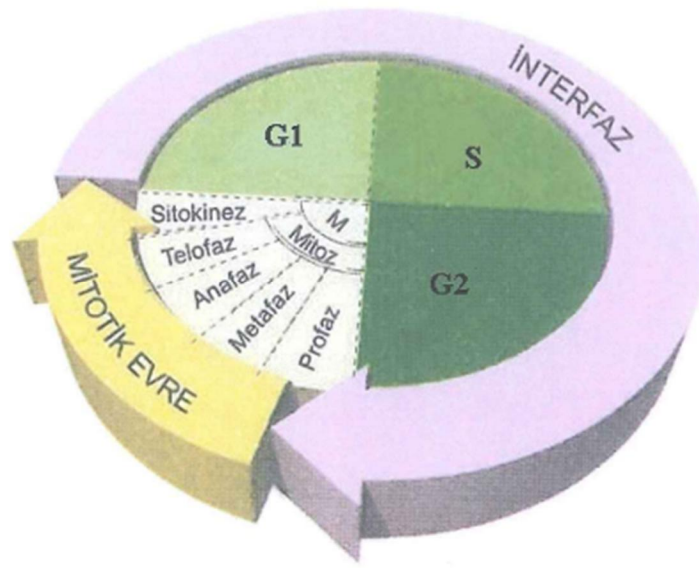 İNTERFAZ
G1
S
G2
M
Mitoz
Sitokinez
Telofaz
Anafaz
Metafaz
Profaz
MİTOTİK EVRE